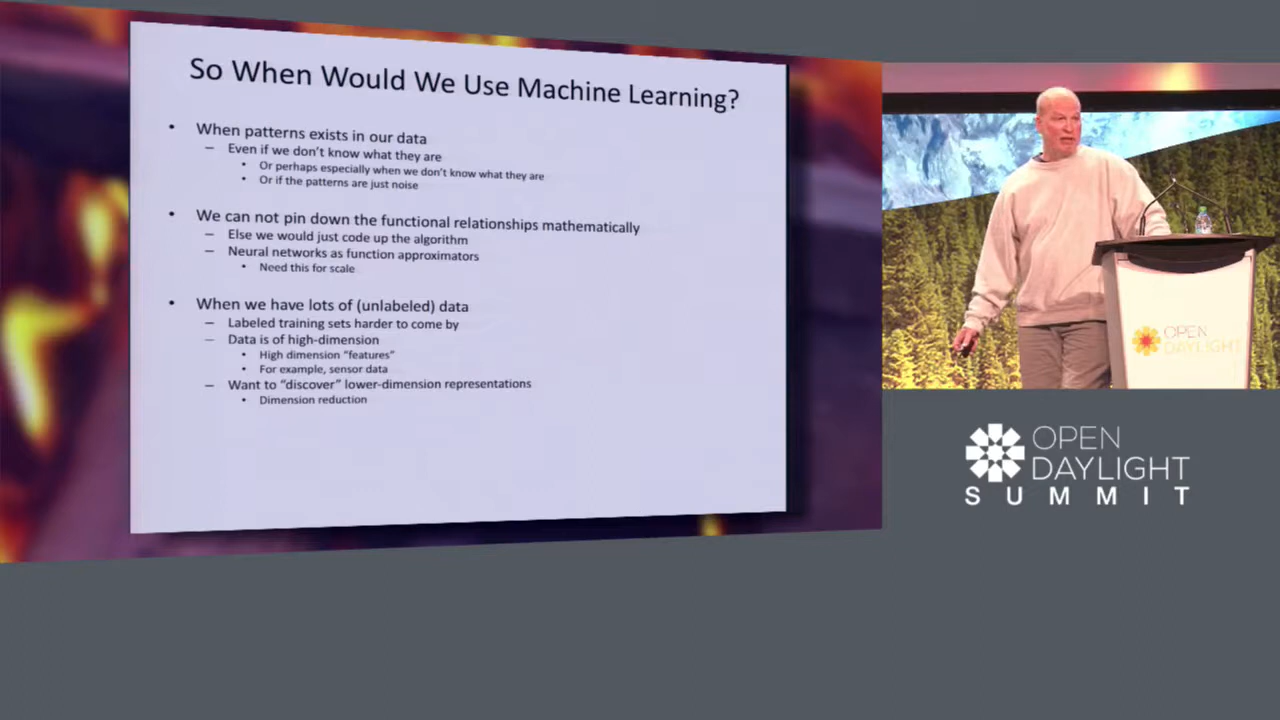 So When Would We Use Machine Learning?
• When patterns exists in our data
– Even if we don't know what they are
• Or perhaps especially when we don't know what they are
• Or if the patterns are just noise
• We can not pin down the functional relationships mathematically
– Else we would just code up the algorithm
– Neural networks as function approximators
• Need this for scale
• When we have lots of (unlabeled) data
– Labeled training sets harder to come by
– Data is of high-dimension
• High dimension "features"
• For example, sensor data
– Want to "discover" lower-dimension representations
• Dimension reduction
OPEN
DAYLIGHT
OPEN
DAYLIGHT
SUMMIT